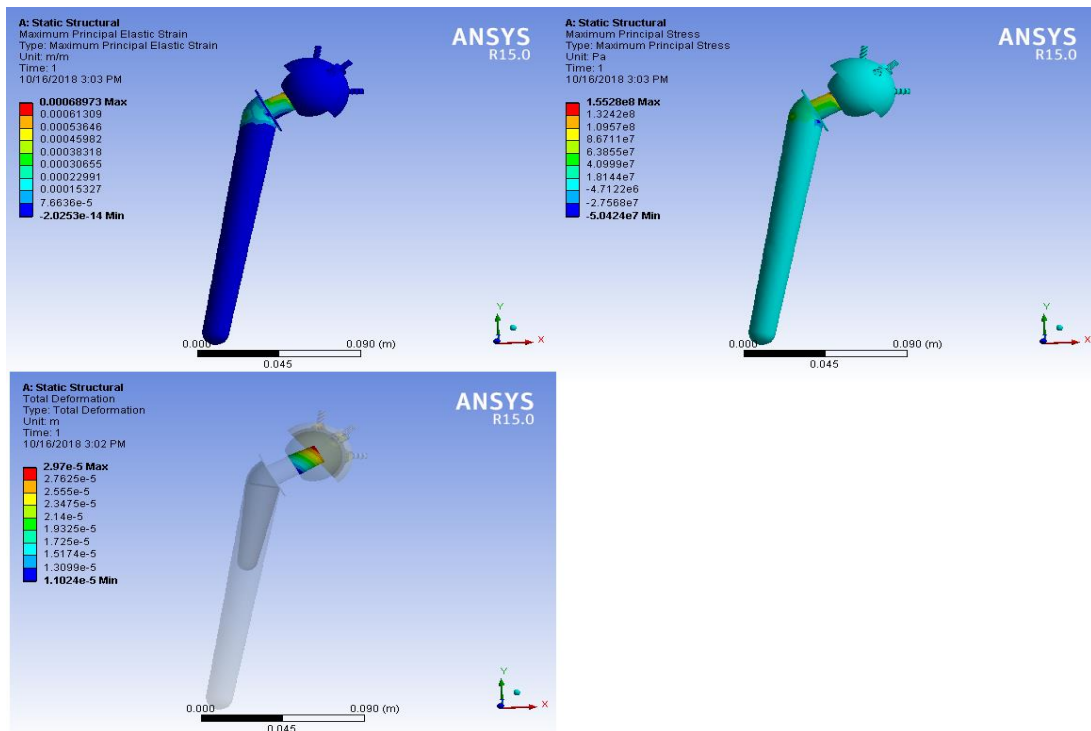 A: Static Structural
Maximum Principal Elastic Strain
Type: Maximum Principal Elastic Strain
Unit: m/m
Time: 1
10/16/2018 3:03 PM
ANSYS
R15.0
0.00068973 Max
0.00061309
0.00053646
0.00045982
0.00038318
0.00030655
0.00022991
0.00015327
7.6636e-5
-2.0253e-14 Min
0.000
0.090 (m)
0.045
Y
X
A: Static Structural
Maximum Principal Stress
Type: Maximum Principal Stress
Unit: Pa
Time: 1
10/16/2018 3:03 PM
ANSYS
R15.0
1.5528e8 Max
1.3242e8
1.0957e8
8.6711e7
6.3855e7
4.0999e7
1.8144e7
-4.7122e6
-2.7568e7
-5.0424e7 Min
0.000
0.090 (m)
0.045
Y
X
A: Static Structural
Total Deformation
Type: Total Deformation
Unit: m
Time: 1
10/16/2018 3:02 PM
ANSYS
R15.0
2.97e-5 Max
2.7625e-5
2.555e-5
2.3475e-5
2.14e-5
1.9325e-5
1.725e-5
1.5174e-5
1.3099e-5
1.1024e-5 Min
0.000
0.090 (m)
0.045
Y
X